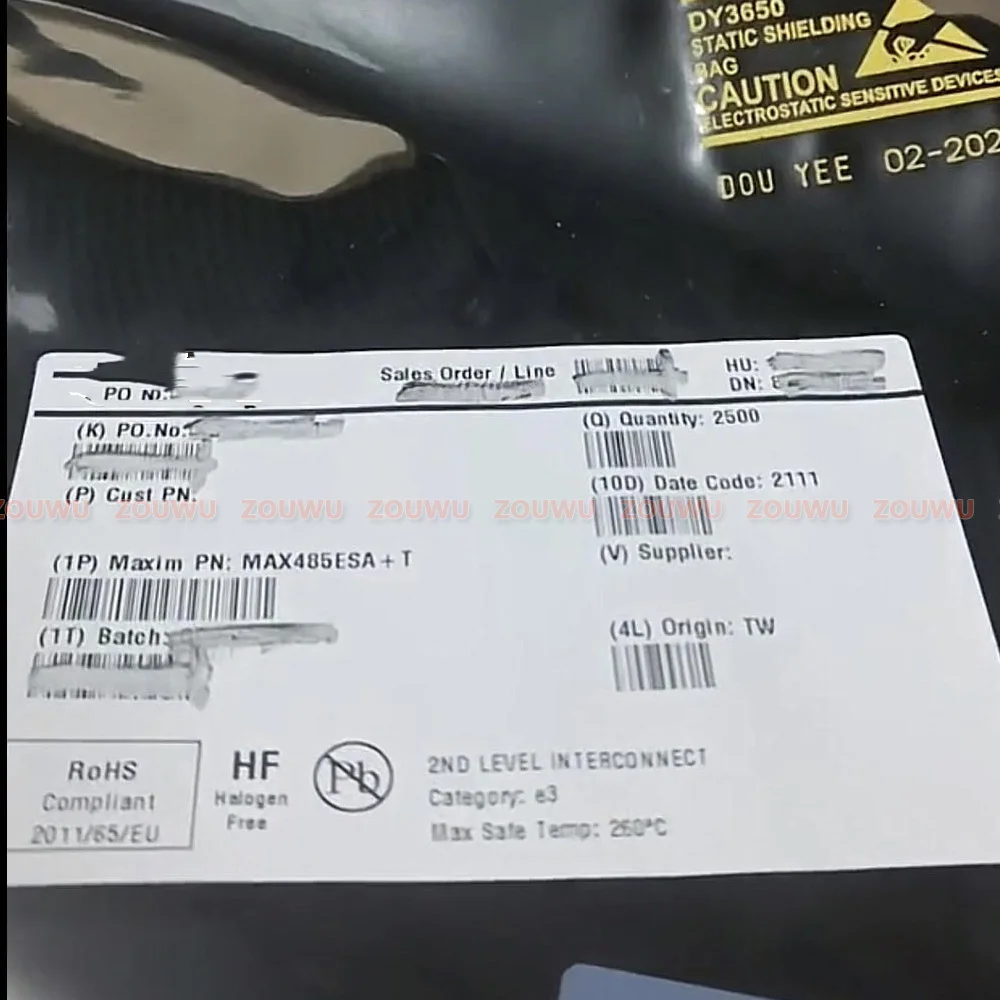 DY3650
STATIC SHIELDING
BAG
CAUTION
ELECTROSTATIC SENSITIVE DEVICES
DOU YEE 02-202
Sales Order / Line
HU:
DN:
PO
(K) PO.No:
(Q) Quantity: 2500
(10D) Date Code: 2111
(P) Cust PN.
ZOUWU ZOUWU ZOUWU ZOUWU ZOUWU ZOUWU ZOUWU ZOUWU
(V) Supplier:
(1P) Maxim PN: MAX485ESA+T
(1T) Batch:
(4L) Origin: TW
RoHS
Compliant
2011/65/EU
HF
Halogen
Free
Pb
2ND LEVEL INTERCONNECT
Category: e3
Max Safe Temp: 260°C